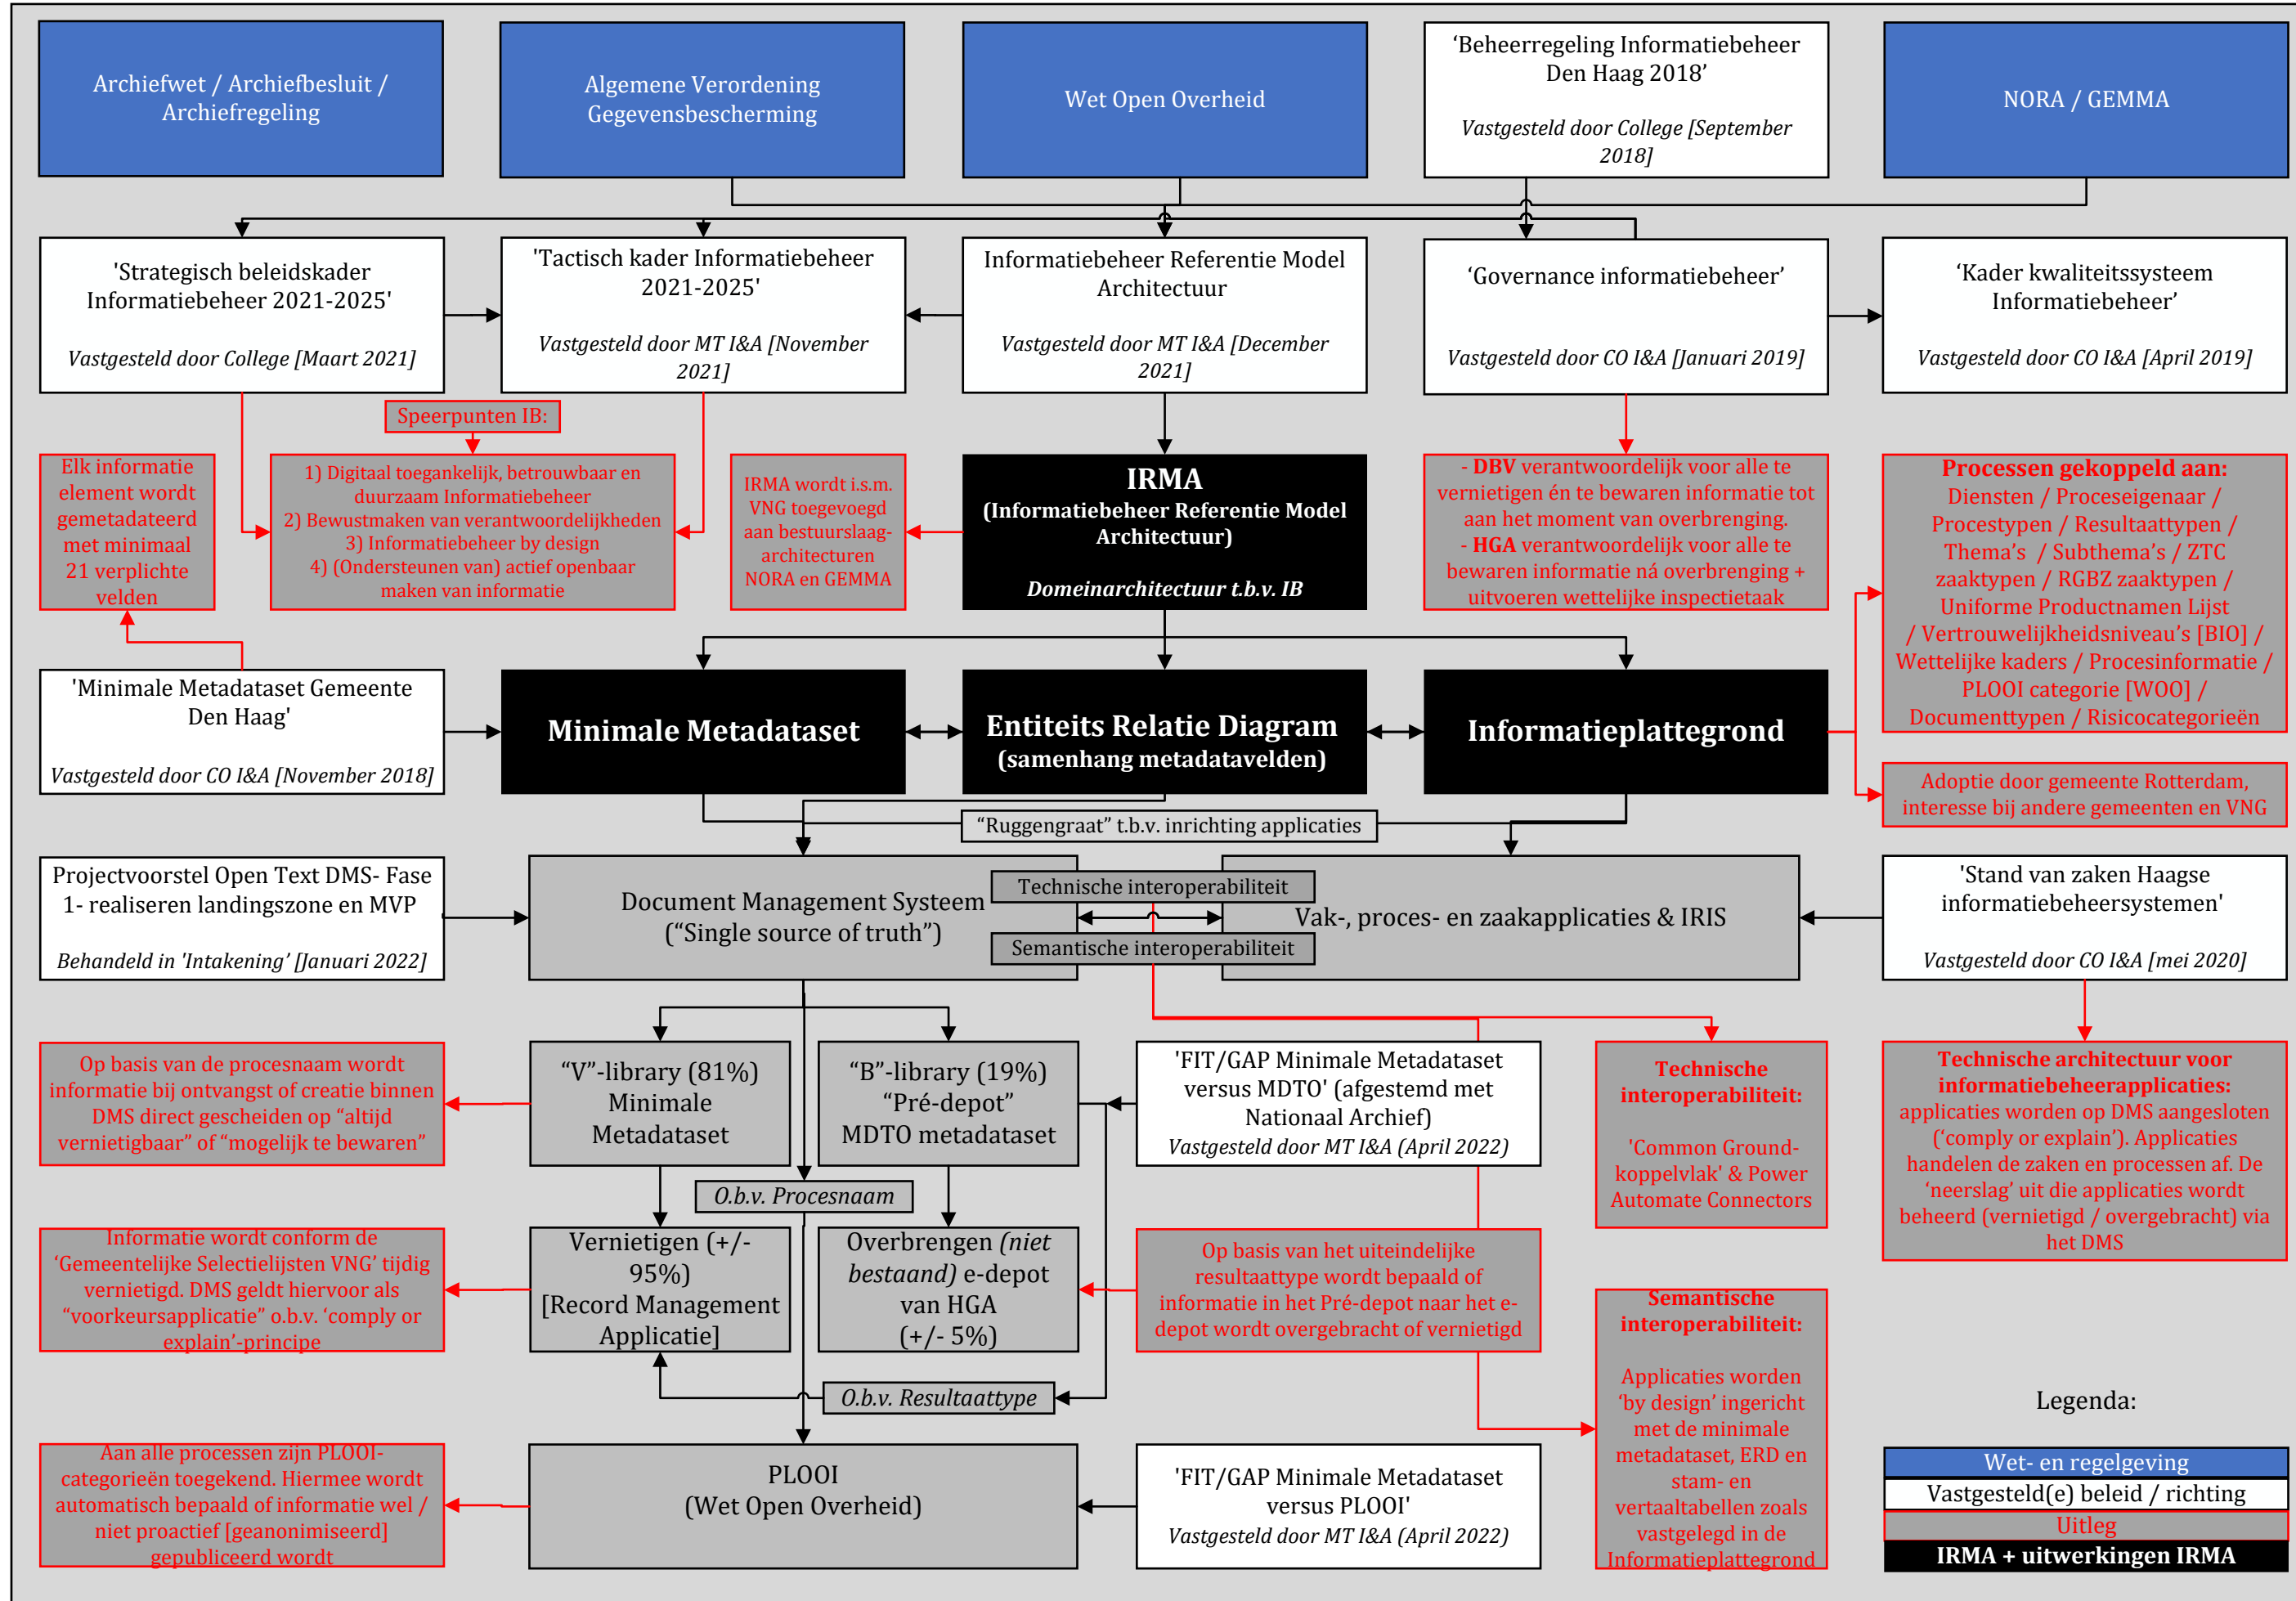 Archiefwet / Archiefbesluit /
Archiefregeling
Algemene Verordening
Gegevensbescherming
Wet Open Overheid
‘Beheerregeling Informatiebeheer
Den Haag 2018’
Vastgesteld door College [September
2018]
NORA / GEMMA
'Strategisch beleidskader
Informatiebeheer 2021-2025'
Vastgesteld door College [Maart 2021]
'Tactisch kader Informatiebeheer
2021-2025'
Vastgesteld door MT I&A [November
2021]
Informatiebeheer Referentie Model
Architectuur
Vastgesteld door MT I&A [December
2021]
‘Governance informatiebeheer’
Vastgesteld door CO I&A [Januari 2019]
‘Kader kwaliteitssysteem
Informatiebeheer’
Vastgesteld door CO I&A [April 2019]
Speerpunten IB:
Elk informatie
element wordt
gemetadateerd
met minimaal
21 verplichte
velden
1) Digitaal toegankelijk, betrouwbaar en
duurzaam Informatiebeheer
2) Bewustmaken van verantwoordelijkheden
3) Informatiebeheer by design
4) (Ondersteunen van) actief openbaar
maken van informatie
IRMA wordt i.s.m.
VNG toegevoegd
aan bestuurslaag-
architecturen
NORA en GEMMA
IRMA
(Informatiebeheer Referentie Model
Architectuur)
Domeinarchitectuur t.b.v. IB
- DBV verantwoordelijk voor alle te
vernietigen én te bewaren informatie tot
aan het moment van overbrenging.
- HGA verantwoordelijk voor alle te
bewaren informatie ná overbrenging +
uitvoeren wettelijke inspectietaak
Processen gekoppeld aan:
Diensten / Proceseigenaar /
Procestypen / Resultaattypen /
Thema’s / Subthema’s / ZTC
zaaktypen / RGBZ zaaktypen /
Uniforme Productnamen Lijst
/ Vertrouwelijkheidsniveau’s [BIO] /
Wettelijke kaders / Procesinformatie /
PLOOI categorie [WOO] /
Documenttypen / Risicocategorieën
'Minimale Metadataset Gemeente
Den Haag'
Vastgesteld door CO I&A [November 2018]
Minimale Metadataset
Entiteits Relatie Diagram
(samenhang metadatavelden)
Informatieplattegrond
Adoptie door gemeente Rotterdam,
interesse bij andere gemeenten en VNG
“Ruggengraat” t.b.v. inrichting applicaties
Projectvoorstel Open Text DMS- Fase
1- realiseren landingszone en MVP
Behandeld in 'Intakening’ [Januari 2022]
Document Management Systeem
(“Single source of truth”)
Technische interoperabiliteit
Semantische interoperabiliteit
Vak-, proces- en zaakapplicaties & IRIS
'Stand van zaken Haagse
informatiebeheersystemen'
Vastgesteld door CO I&A [mei 2020]
Op basis van de procesnaam wordt
informatie bij ontvangst of creatie binnen
DMS direct gescheiden op “altijd
vernietigbaar” of “mogelijk te bewaren”
“V”-library (81%)
Minimale
Metadataset
“B”-library (19%)
“Pré-depot”
MDTO metadataset
'FIT/GAP Minimale Metadataset
versus MDTO' (afgestemd met
Nationaal Archief)
Vastgesteld door MT I&A (April 2022)
Technische
interoperabiliteit:
'Common Ground-
koppelvlak' & Power
Automate Connectors
Technische architectuur voor
informatiebeheerapplicaties:
applicaties worden op DMS aangesloten
(‘comply or explain’). Applicaties
handelen de zaken en processen af. De
‘neerslag’ uit die applicaties wordt
beheerd (vernietigd / overgebracht) via
het DMS
O.b.v. Procesnaam
Informatie wordt conform de
‘Gemeentelijke Selectielijsten VNG’ tijdig
vernietigd. DMS geldt hiervoor als
“voorkeursapplicatie” o.b.v. ‘comply or
explain’-principe
Vernietigen (+/-
95%)
[Record Management
Applicatie]
Overbrengen (niet
bestaand) e-depot
van HGA
(+/- 5%)
Op basis van het uiteindelijke
resultaattype wordt bepaald of
informatie in het Pré-depot naar het e-
depot wordt overgebracht of vernietigd
Semantische
interoperabiliteit:
Applicaties worden
‘by design’ ingericht
met de minimale
metadataset, ERD en
stam- en
vertaaltabellen zoals
vastgelegd in de
Informatieplattegrond
O.b.v. Resultaattype
Aan alle processen zijn PLOOI-
categorieën toegekend. Hiermee wordt
automatisch bepaald of informatie wel /
niet proactief [geanonimiseerd]
gepubliceerd wordt
PLOOI
(Wet Open Overheid)
'FIT/GAP Minimale Metadataset
versus PLOOI'
Vastgesteld door MT I&A (April 2022)
Legenda:
Wet- en regelgeving
Vastgesteld(e) beleid / richting
Uitleg
IRMA + uitwerkingen IRMA